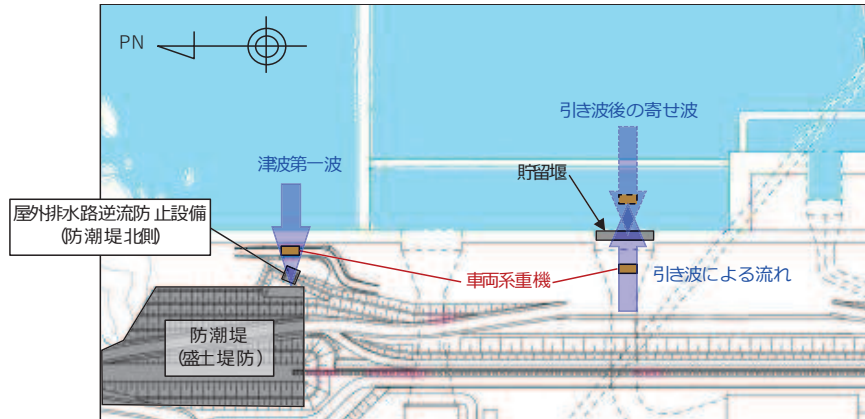 PN
引き波後の寄せ波
津波第一波
貯留堰
屋外排水路逆流防止設備
(防潮堤北側)
車両系重機
引き波による流れ
防潮堤
(盛土堤防)